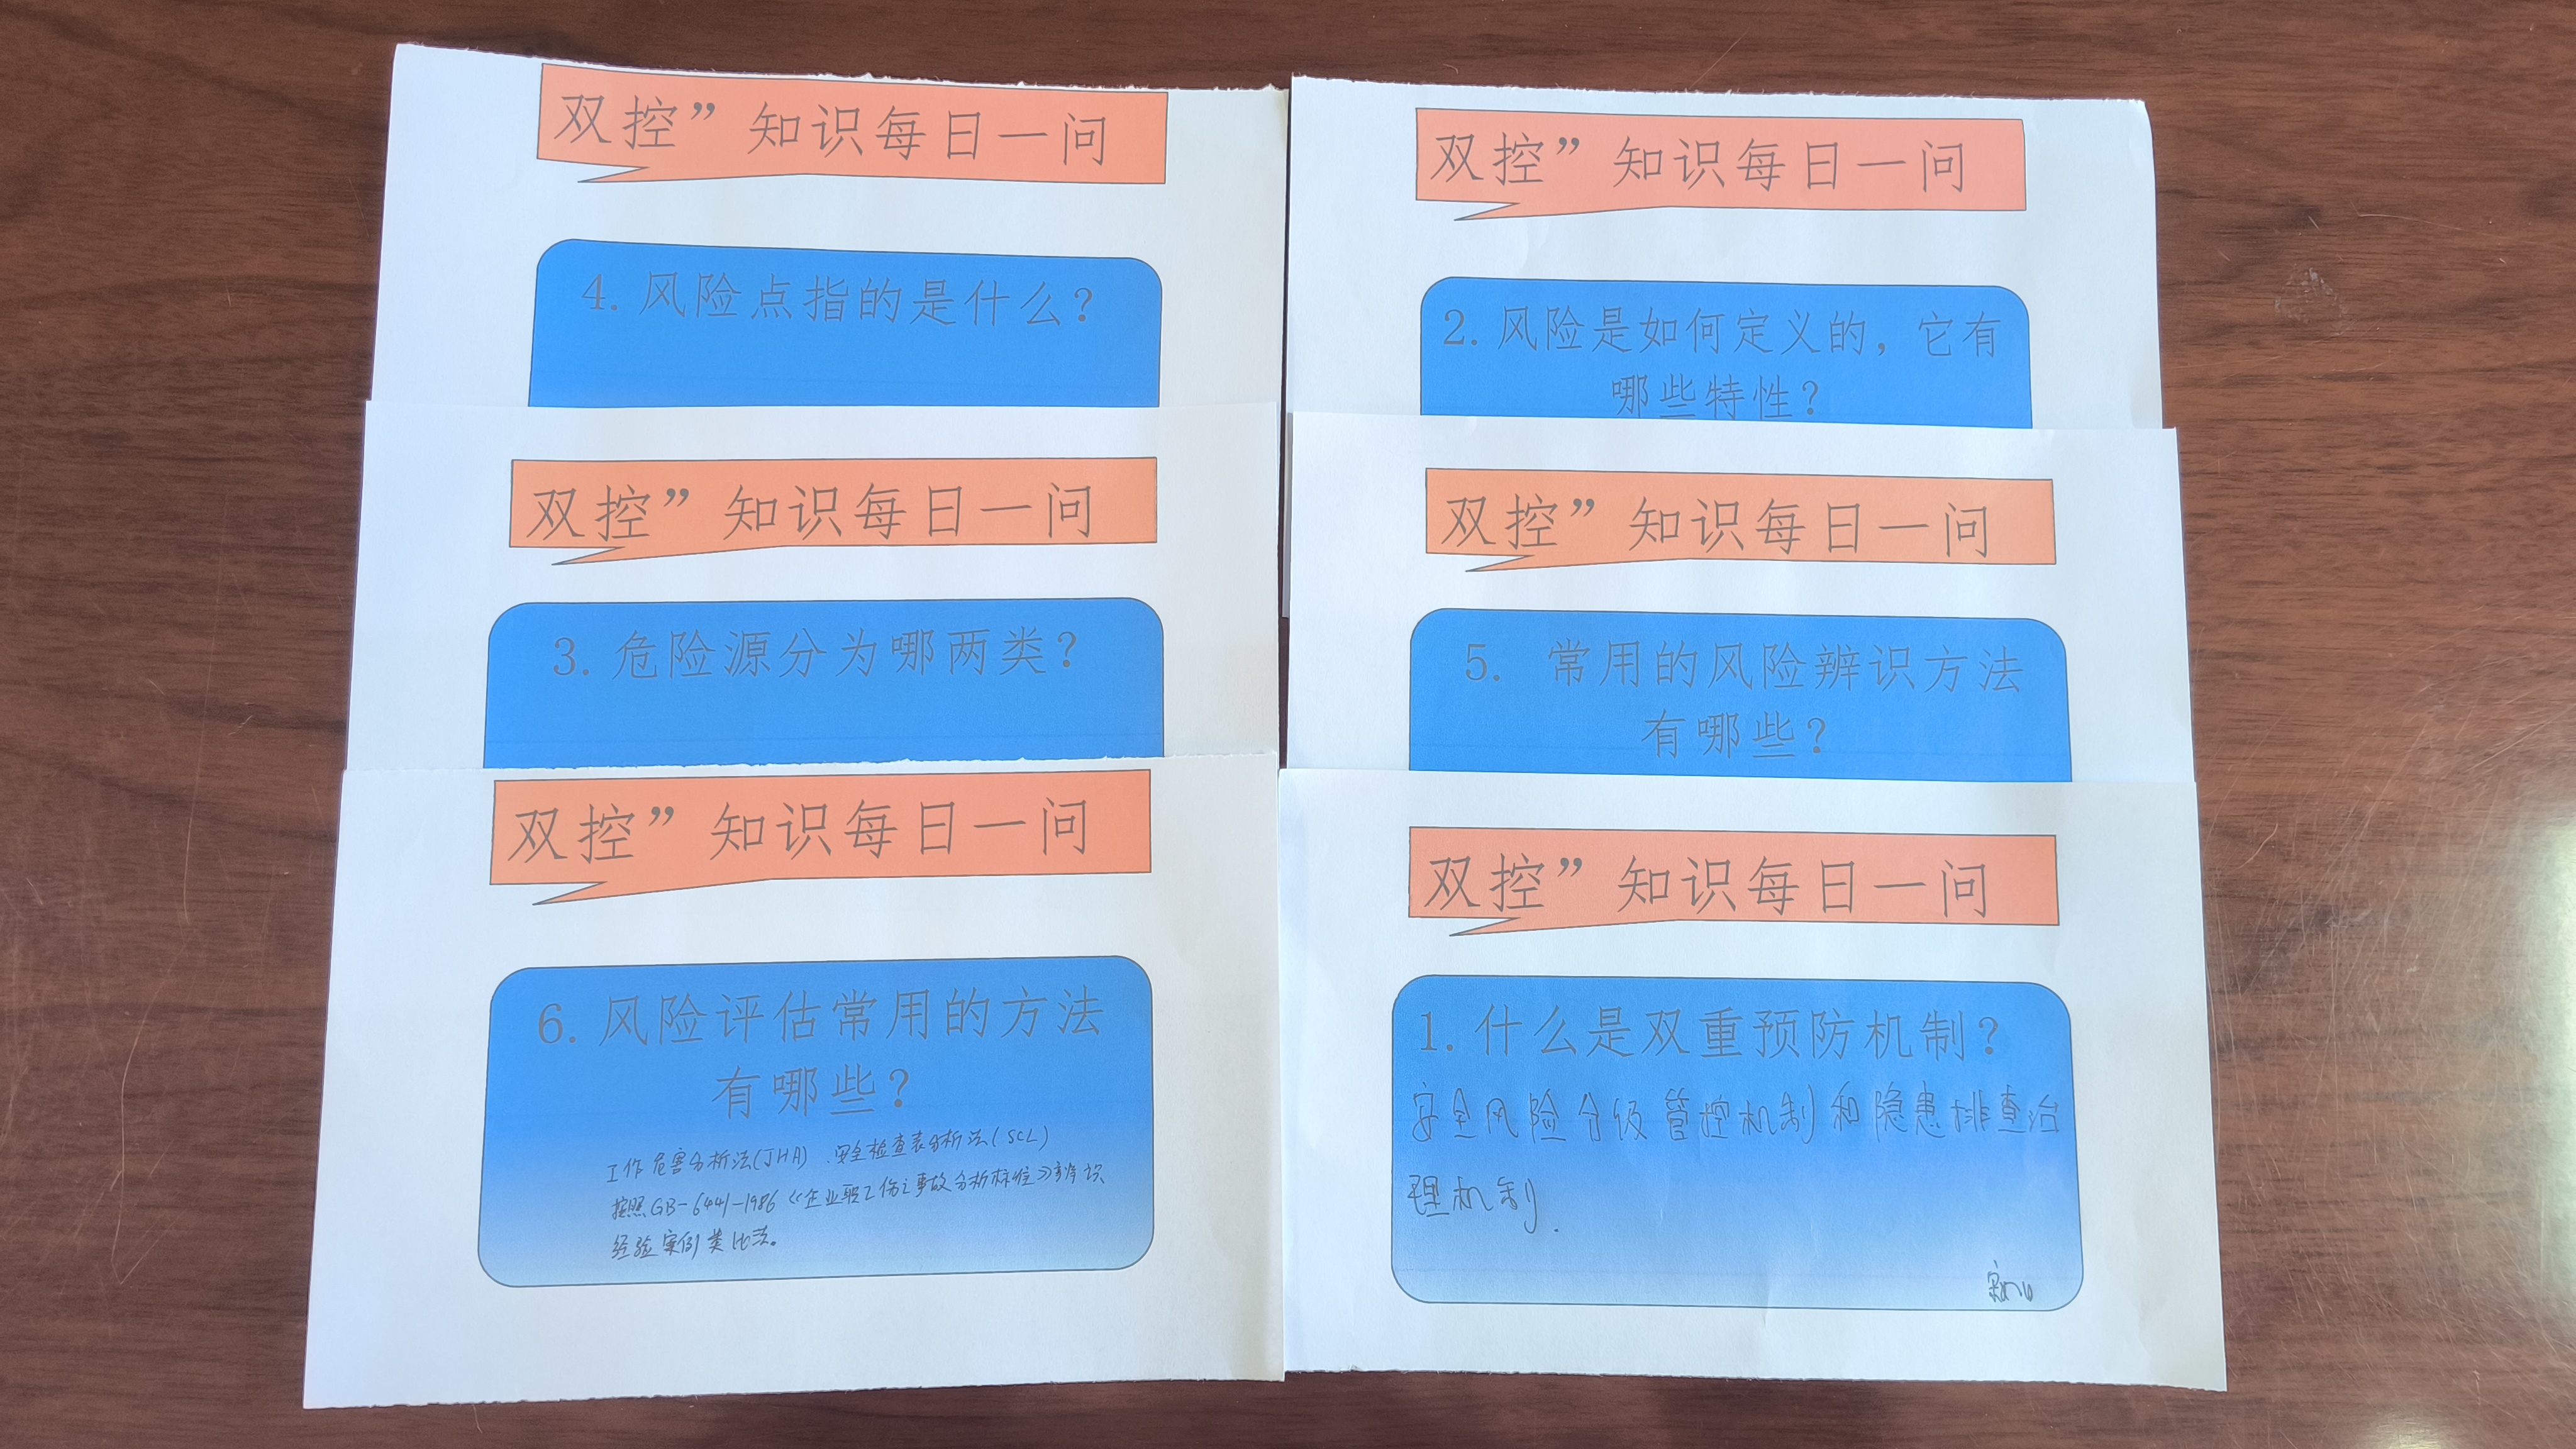 双控”知识每日一问
4. 风险点指的是什么？
双控”知识每日一问
3. 危险源分为哪两类？
双控”知识每日一问
6. 风险评估常用的方法
有哪些？
工作危害分析法(JHA)、安全检查表分析法(SCL)
按照GB-6441-1986《企业职工伤亡事故分析标准》辨识
经验案例类比法。
双控”知识每日一问
2. 风险是如何定义的，它有
哪些特性？
双控”知识每日一问
5. 常用的风险辨识方法
有哪些？
双控”知识每日一问
1. 什么是双重预防机制？
安全风险分级管控机制和隐患排查治
理机制.